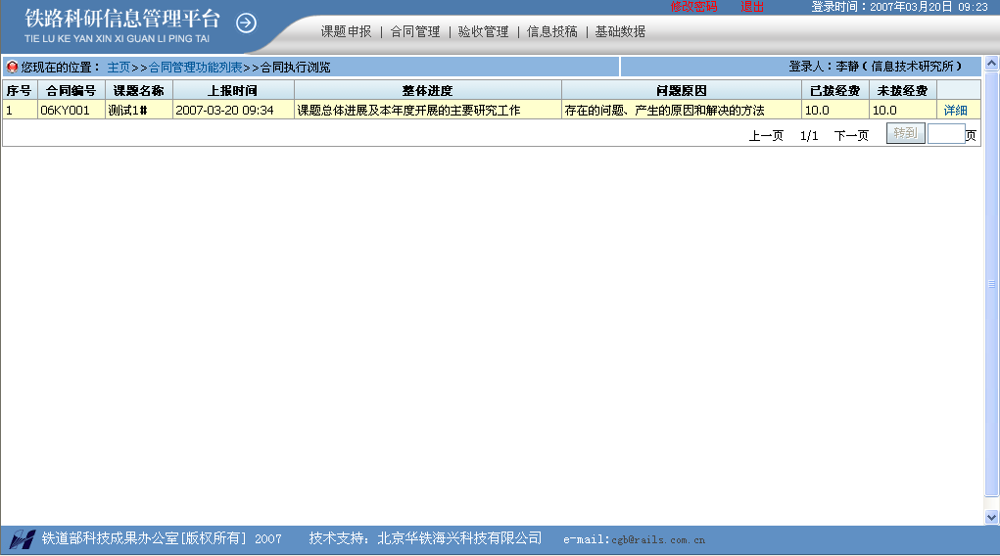 修改密码 退出 登录时间：2007年03月20日 09:23
铁路科研信息管理平台
TIE LU KE YAN XIN XI GUAN LI PING TAI
课题申报 | 合同管理 | 验收管理 | 信息投稿 | 基础数据
您现在的位置： 主页>>合同管理功能列表>>合同执行浏览 登录人：李静（信息技术研究所）
序号 合同编号 课题名称 上报时间 整体进度 问题原因 已拨经费 未拨经费
1 06KY001 测试1# 2007-03-20 09:34 课题总体进展及本年度开展的主要研究工作 存在的问题、产生的原因和解决的方法 10.0 10.0 详细
上一页 1/1 下一页 转到 页
铁道部科技成果办公室[版权所有] 2007 技术支持：北京华铁海兴科技有限公司 e-mail:cgb@rails.com.cn